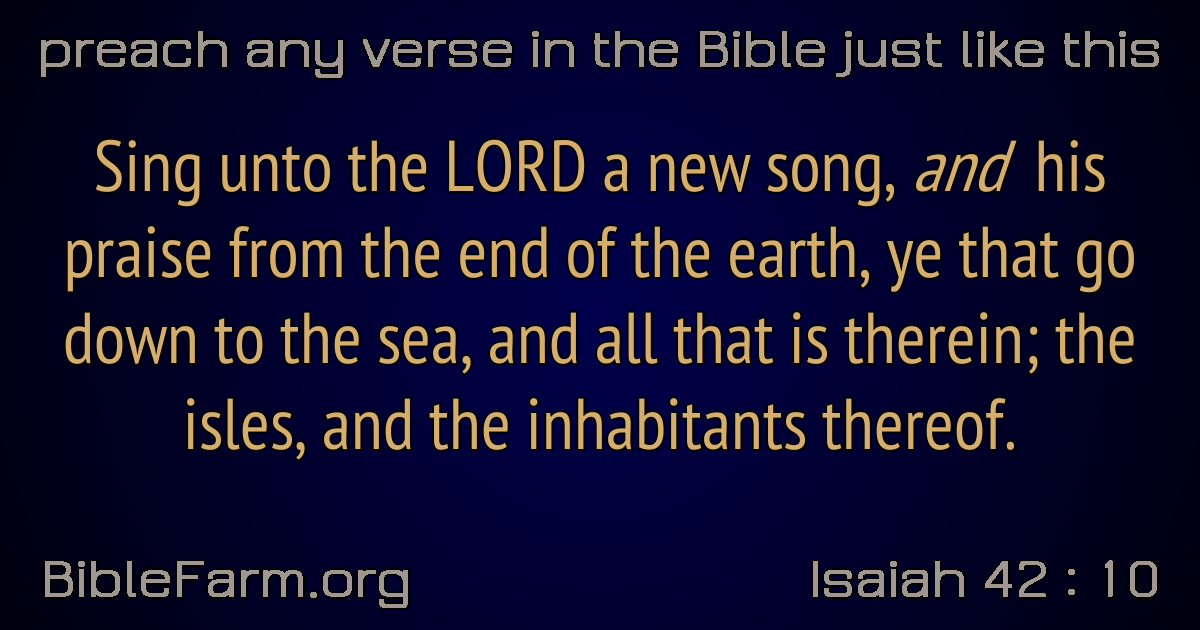 preach any verse in the Bible just like this
Sing unto the LORD a new song, and his
praise from the end of the earth, ye that go
down to the sea, and all that is therein; the
isles, and the inhabitants thereof.
BibleFarm.org
Isaiah 42 : 10